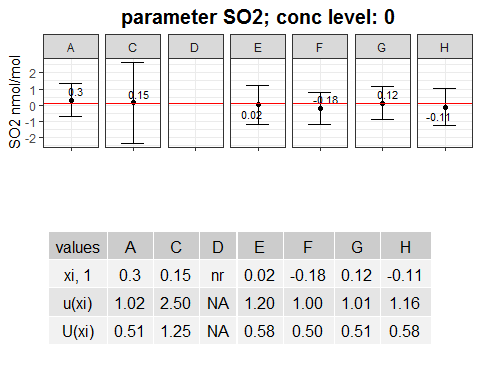 parameter SO2; conc level: 0
A C D E F G H
SO2 nmol/mol
2
1
0
-1
-2
0.3 0.15 0.02 -0.18 0.12 -0.11
values A C D E F G H
xi, 1 0.3 0.15 nr 0.02 -0.18 0.12 -0.11
u(xi) 1.02 2.50 NA 1.20 1.00 1.01 1.16
U(xi) 0.51 1.25 NA 0.58 0.50 0.51 0.58